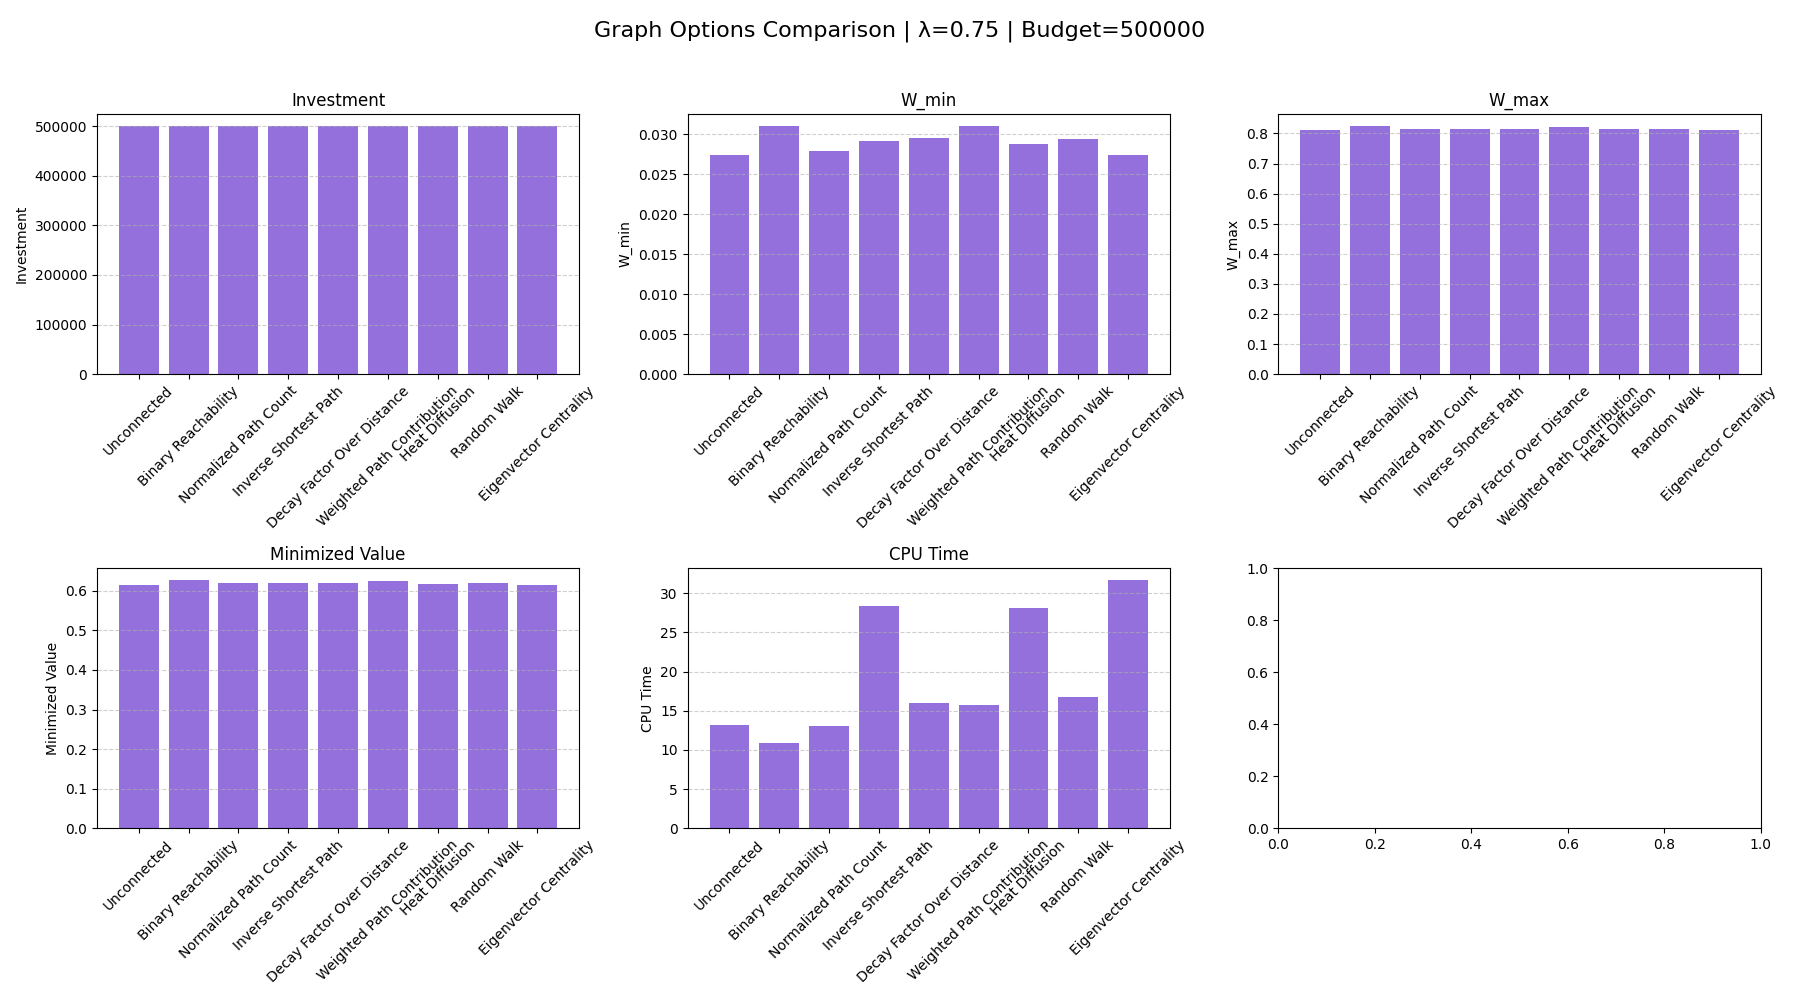 Graph Options Comparison | λ=0.75 | Budget=500000
Investment
Investment
500000
400000
300000
200000
100000
0
Unconnected
Binary Reachability
Normalized Path Count
Inverse Shortest Path
Decay Factor Over Distance
Weighted Path Contribution
Heat Diffusion
Random Walk
Eigenvector Centrality
W_min
W_min
0.030
0.025
0.020
0.015
0.010
0.005
0.000
Unconnected
Binary Reachability
Normalized Path Count
Inverse Shortest Path
Decay Factor Over Distance
Weighted Path Contribution
Heat Diffusion
Random Walk
Eigenvector Centrality
W_max
W_max
0.8
0.7
0.6
0.5
0.4
0.3
0.2
0.1
0.0
Unconnected
Binary Reachability
Normalized Path Count
Inverse Shortest Path
Decay Factor Over Distance
Weighted Path Contribution
Heat Diffusion
Random Walk
Eigenvector Centrality
Minimized Value
Minimized Value
0.6
0.5
0.4
0.3
0.2
0.1
0.0
Unconnected
Binary Reachability
Normalized Path Count
Inverse Shortest Path
Decay Factor Over Distance
Weighted Path Contribution
Heat Diffusion
Random Walk
Eigenvector Centrality
CPU Time
CPU Time
30
25
20
15
10
5
0
Unconnected
Binary Reachability
Normalized Path Count
Inverse Shortest Path
Decay Factor Over Distance
Weighted Path Contribution
Heat Diffusion
Random Walk
Eigenvector Centrality
1.0
0.8
0.6
0.4
0.2
0.0
0.0 0.2 0.4 0.6 0.8 1.0